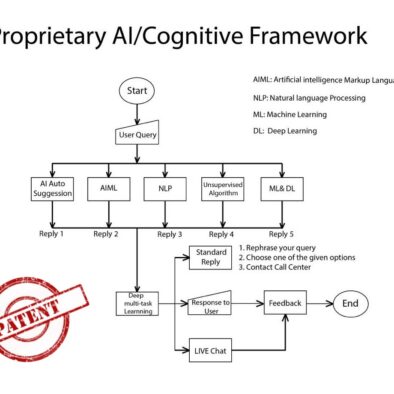 Proprietary AI/Cognitive Framework
AIML: Artificial intelligence Markup Langua
NLP: Natural language Processing
ML: Machine Learning
DL: Deep Learning
Start
User Query
AI Auto
Suggession
AIML
NLP
Unsupervised
Algorithm
ML& DL
Reply 1
Reply 2
Reply 3
Reply 4
Reply 5
Standard
Reply
1. Rephrase your query
2. Choose one of the given options
3. Contact Call Center
Deep
multi-task
Learnning
Response to
User
Feedback
End
LIVE Chat
PATENT